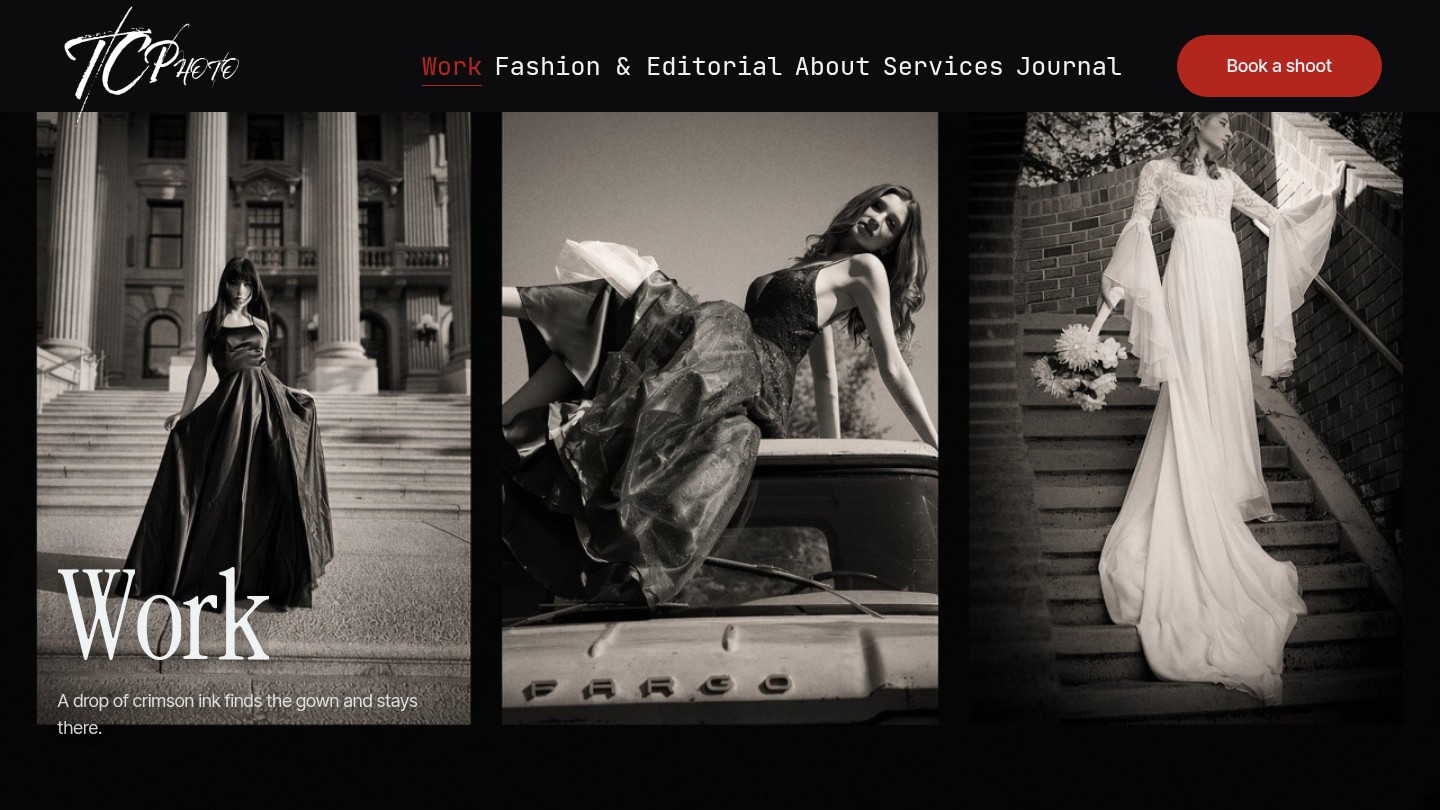 TCPHOTO
Work Fashion & Editorial About Services Journal
Book a shoot
FARGO
Work
A drop of crimson ink finds the gown and stays
there.